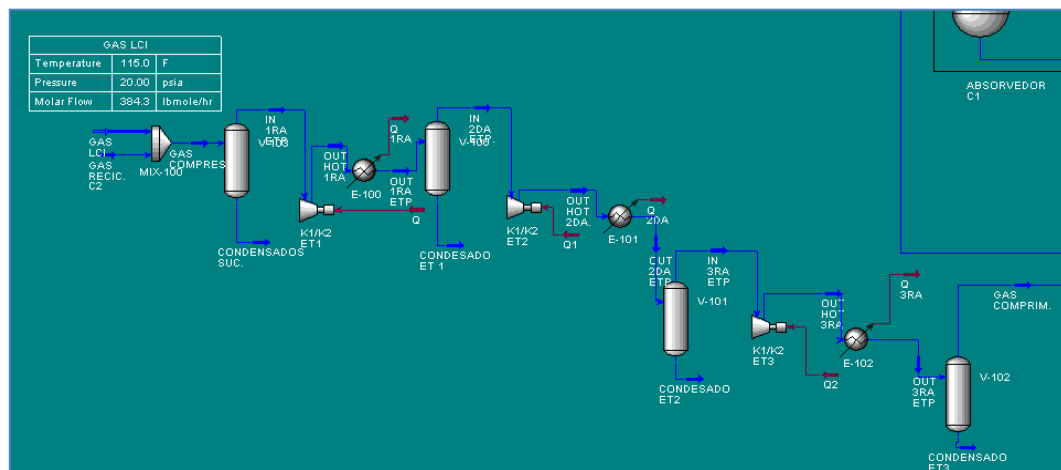 GAS LCI
Temperature 115.0 F
Pressure 20.00 psia
Molar Flow 384.3 lbmole/hr
ABSORVEDOR
C1
GAS
LCI
GAS
RECIC.
C2
MIX-100
GAS
COMPRES
V-103
CONDENSADOS
SUC.
IN
1RA
ETP.
K1/K2
ET1
OUT
HOT
1RA
Q
1RA
E-100
OUT
1RA
ETP
Q
V-100
CONDESADO
ET 1
IN
2DA
ETP.
K1/K2
ET2
Q1
OUT
HOT
2DA.
Q
2DA
E-101
OUT
2DA
ETP
V-101
CONDESADO
ET2
IN
3RA
ETP
K1/K2
ET3
Q2
OUT
HOT
3RA.
Q
3RA
E-102
OUT
3RA
ETP
V-102
GAS
COMPRIM.
CONDENSADO
ET3